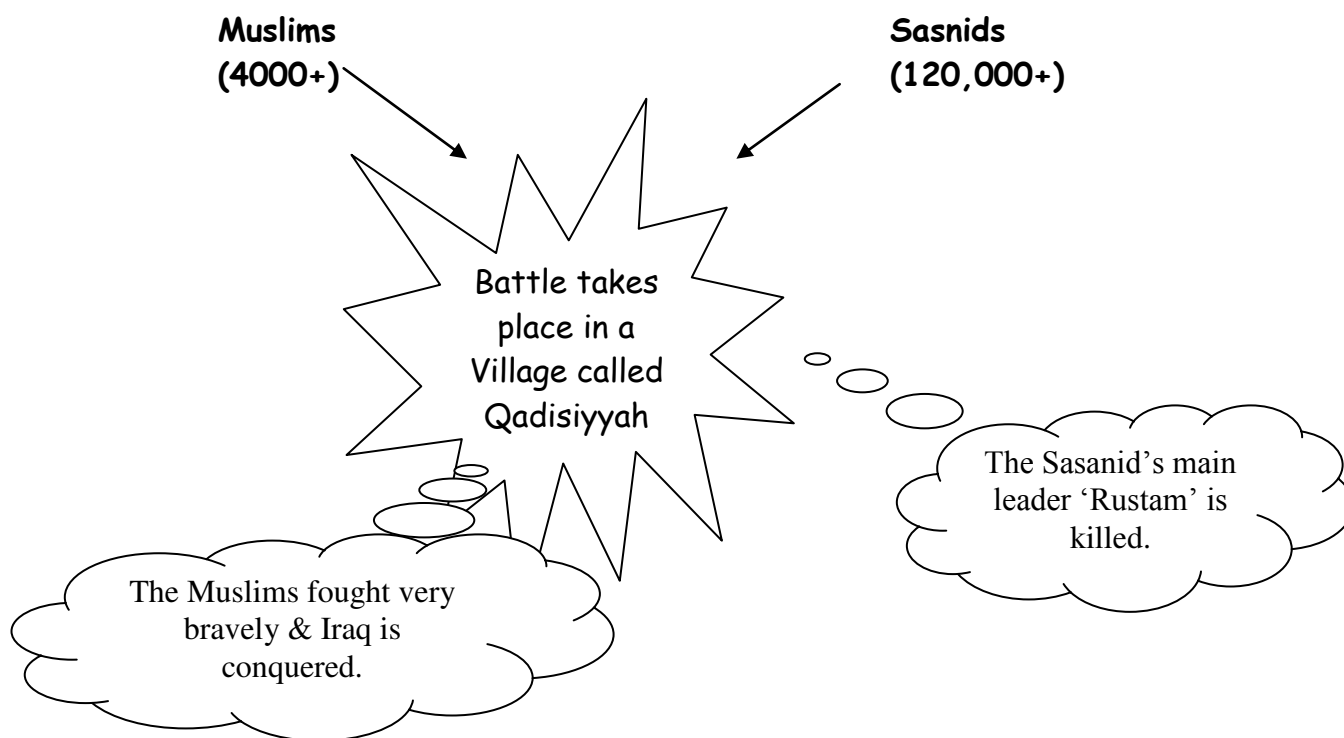 Muslims
(4000+)
Sasnids
(120,000+)
Battle takes
place in a
Village called
Qadisiyyah
The Sasanid’s main
leader ‘Rustam’ is
killed.
The Muslims fought very
bravely & Iraq is
conquered.